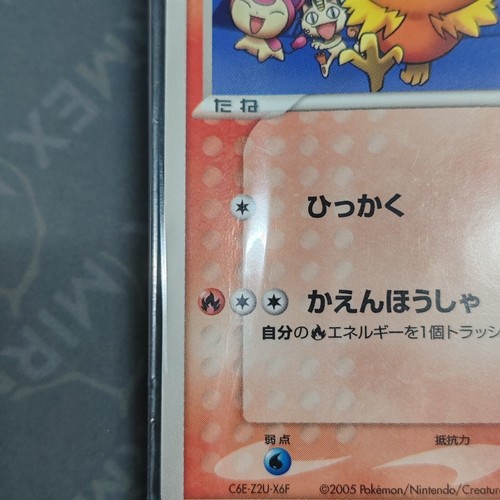 たね
ひっかく
かえんほうしゃ
自分の エネルギーを1個トラッシ
弱点
抵抗力
C6E-Z2U-X6F
©2005 Pokémon/Nintendo/Creatur
MEX
MIR